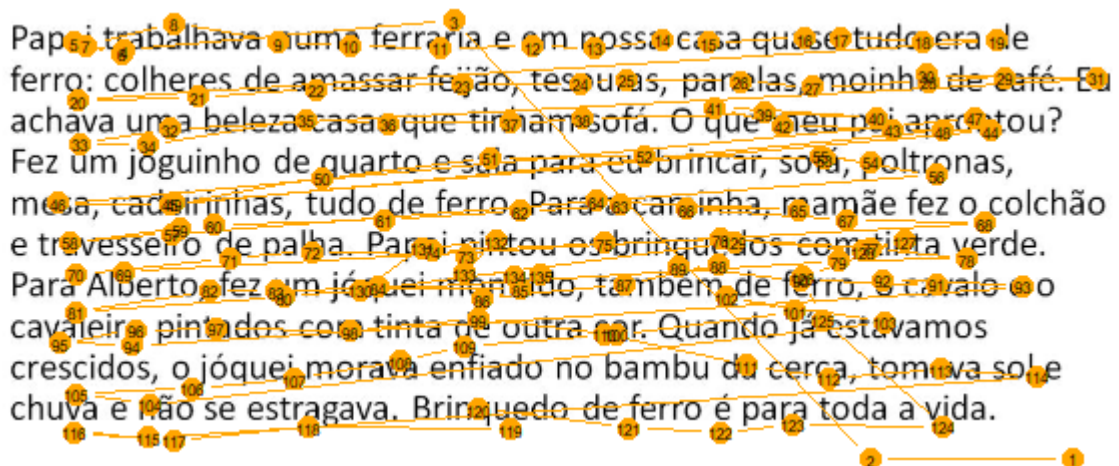 Papai trabalhava numa ferraria e em nossa casa quase tudo era de
ferro: colheres de amassar feijão, tesouras, panelas, moinho de café. Eu
achava uma beleza casas que tinham sofá. O que meu pai aprontou?
Fez um joguinho de quarto e sala para eu brincar, sofá, poltronas,
mesa, cadeirinhas, tudo de ferro. Para a caminha, mamãe fez o colchão
e travesseiro de palha. Papai pintou os brinquedos com tinta verde.
Para Alberto, fez um jóquei montado, também de ferro, o cavalo e o
cavaleiro pintados com tinta de outra cor. Quando já estávamos
crescidos, o jóquei morava enfiado no bambu da cerca, tomava sol e
chuva e não se estragava. Brinquedo de ferro é para toda a vida.